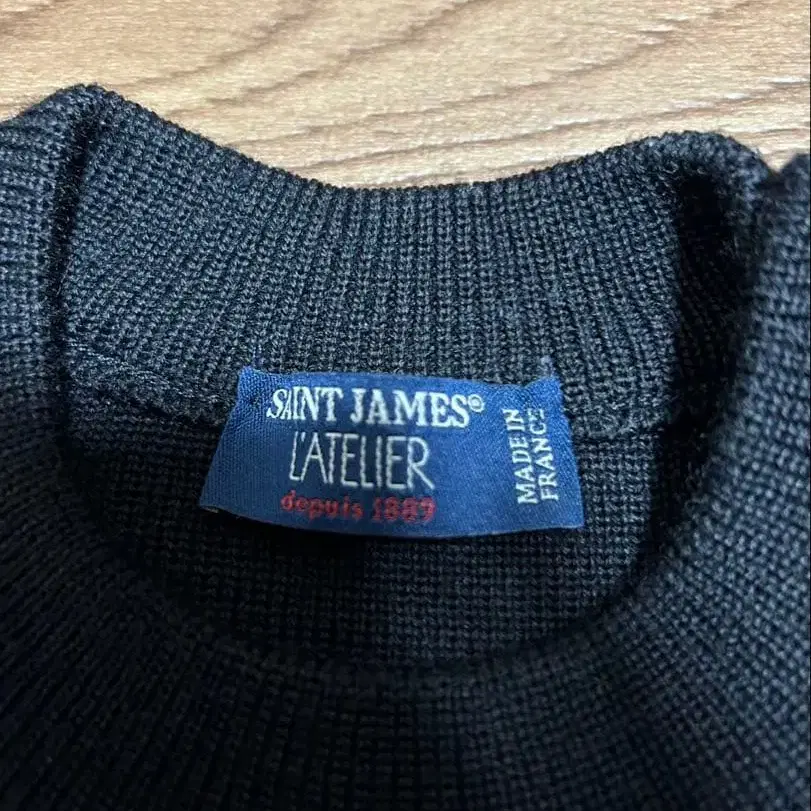 SAINT JAMES®
L'ATELIER
depuis 1889
MADE IN
FRANCE